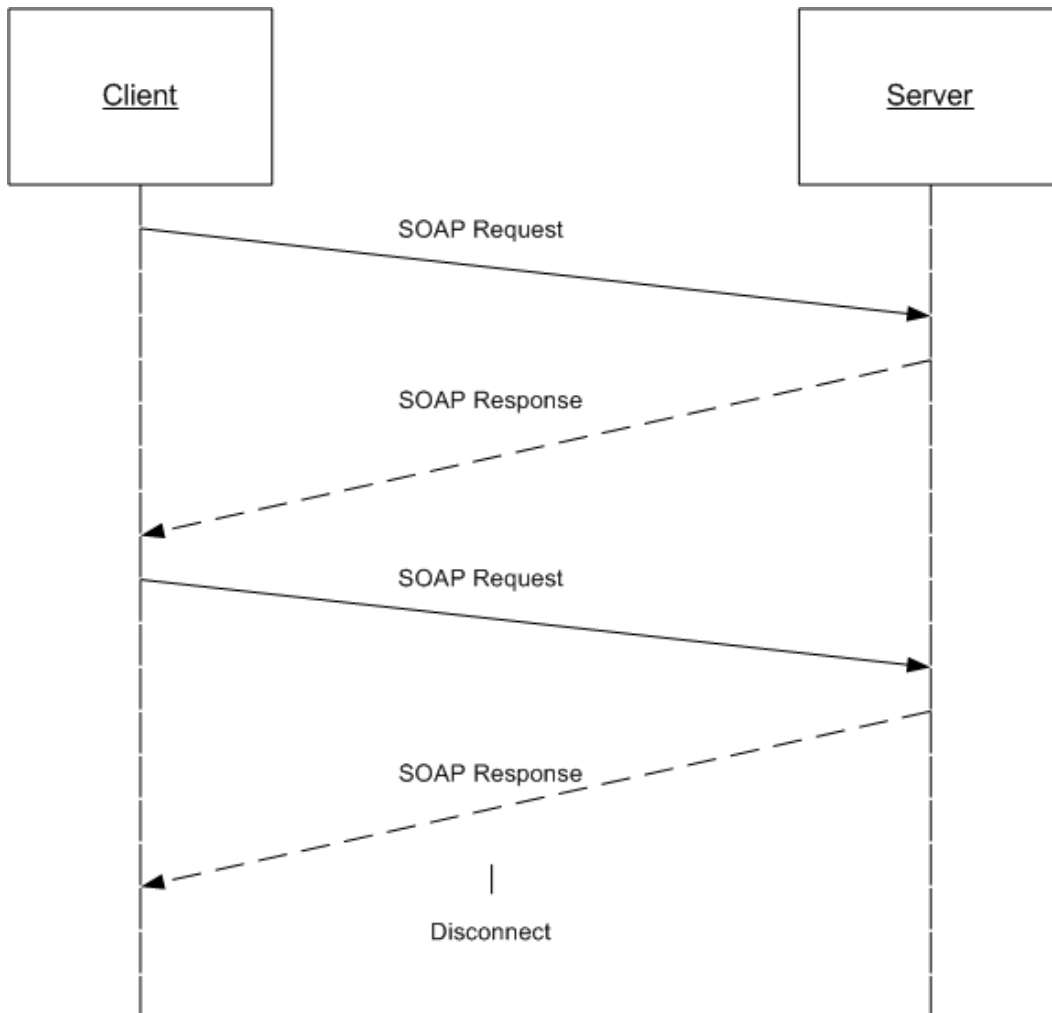 Client
Server
SOAP Request
SOAP Response
SOAP Request
SOAP Response
Disconnect